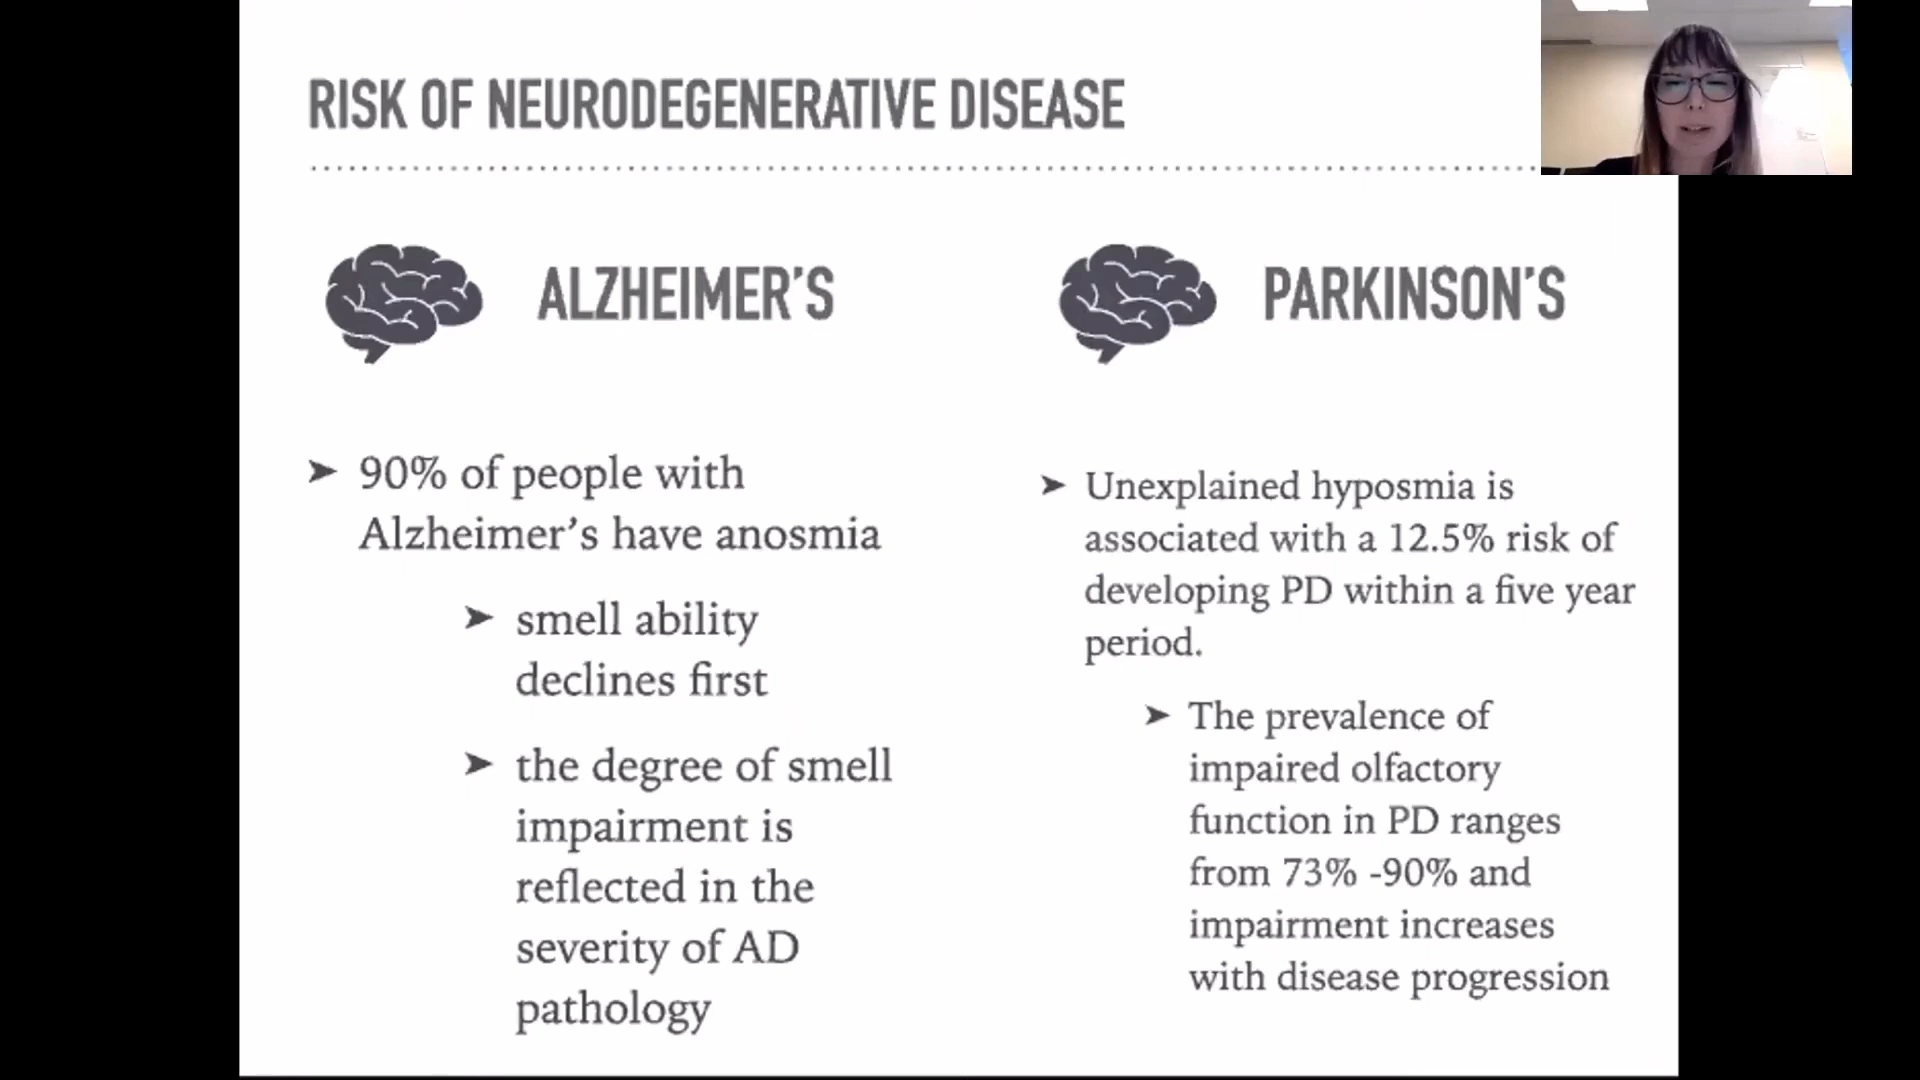 RISK OF NEURODEGENERATIVE DISEASE
ALZHEIMER’S
➤ 90% of people with
Alzheimer’s have anosmia
➤ smell ability
declines first
➤ the degree of smell
impairment is
reflected in the
severity of AD
pathology
PARKINSON’S
➤ Unexplained hyposmia is
associated with a 12.5% risk of
developing PD within a five year
period.
➤ The prevalence of
impaired olfactory
function in PD ranges
from 73% -90% and
impairment increases
with disease progression